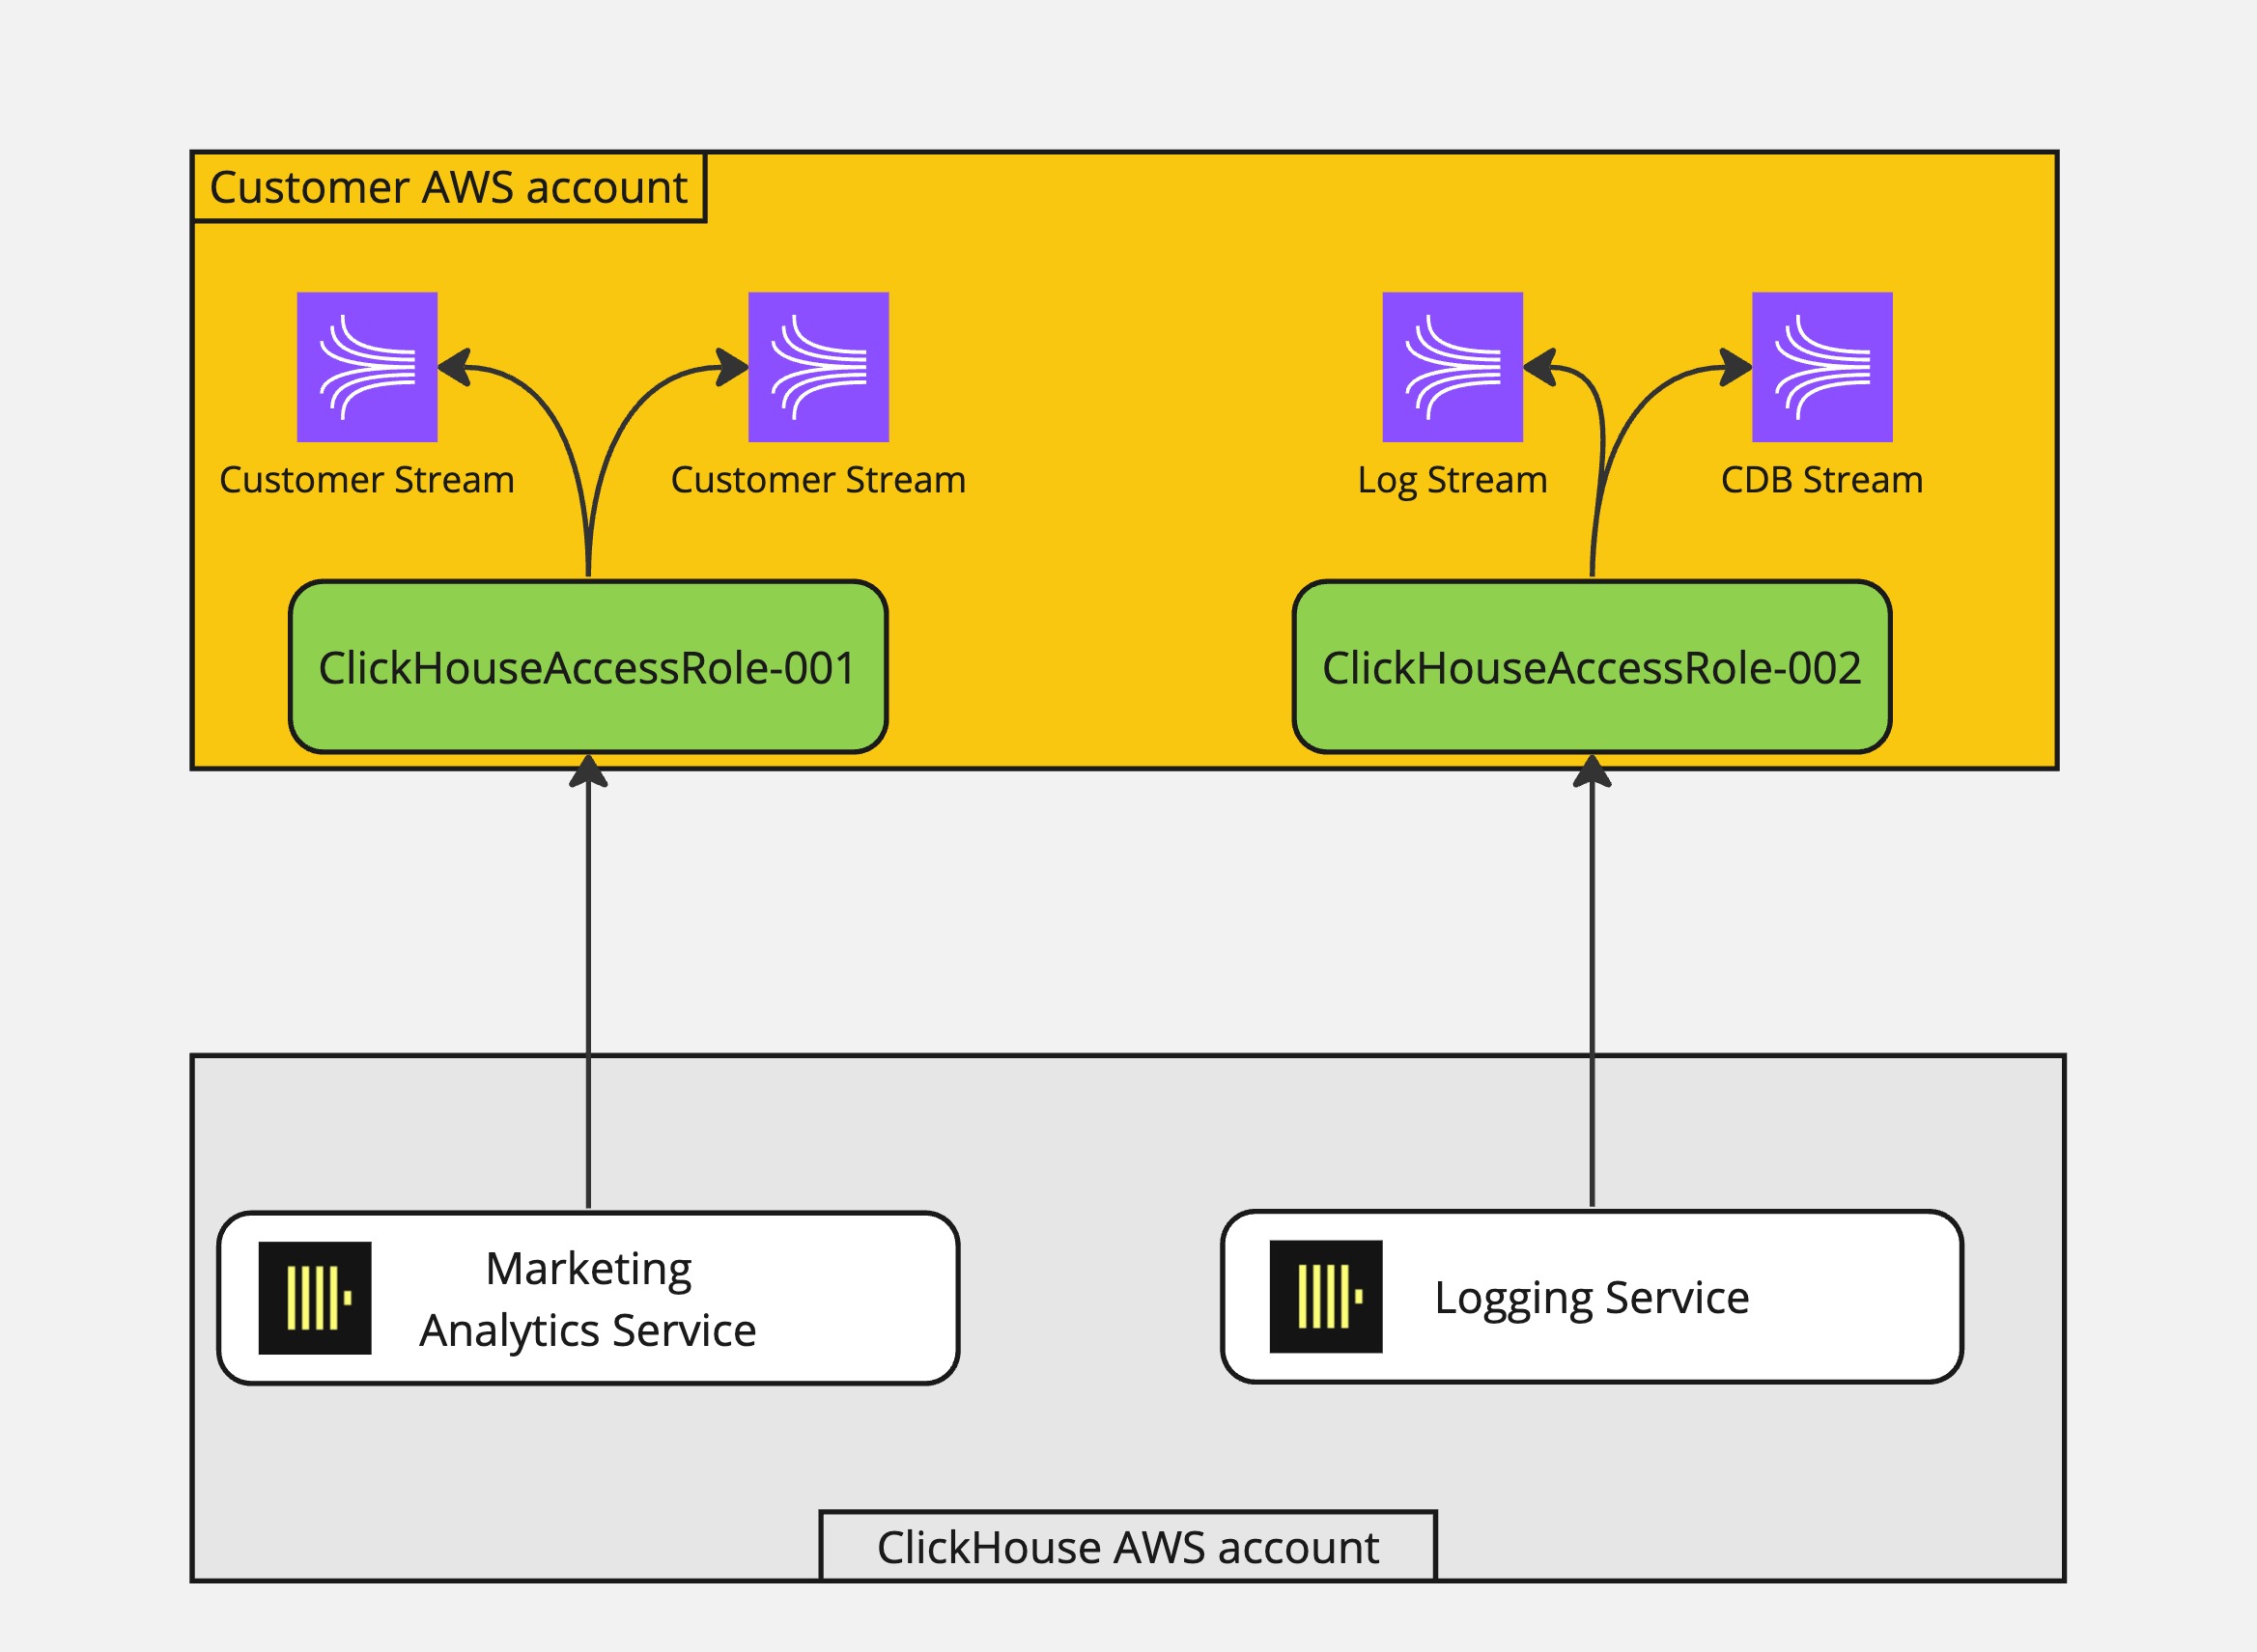 Customer AWS account
Customer Stream
Customer Stream
Log Stream
CDB Stream
ClickHouseAccessRole-001
ClickHouseAccessRole-002
Marketing
Analytics Service
Logging Service
ClickHouse AWS account